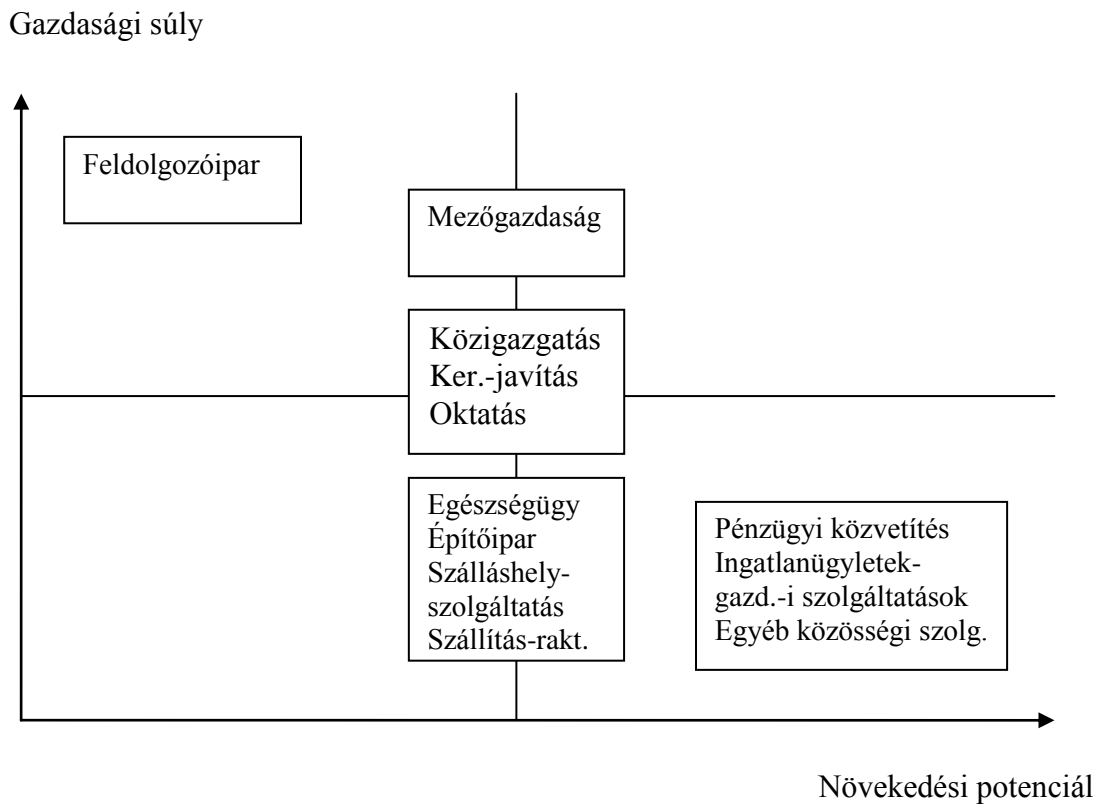 Gazdasági súly
Feldolgozóipar
Mezőgazdaság
Közigazgatás
Ker.-javítás
Oktatás
Egészségügy
Építőipar
Szálláshely-
szolgáltatás
Szállítás-rakt.
Pénzügyi közvetítés
Ingatlanügyletek-
gazd.-i szolgáltatások
Egyéb közösségi szolg.
Növekedési potenciál